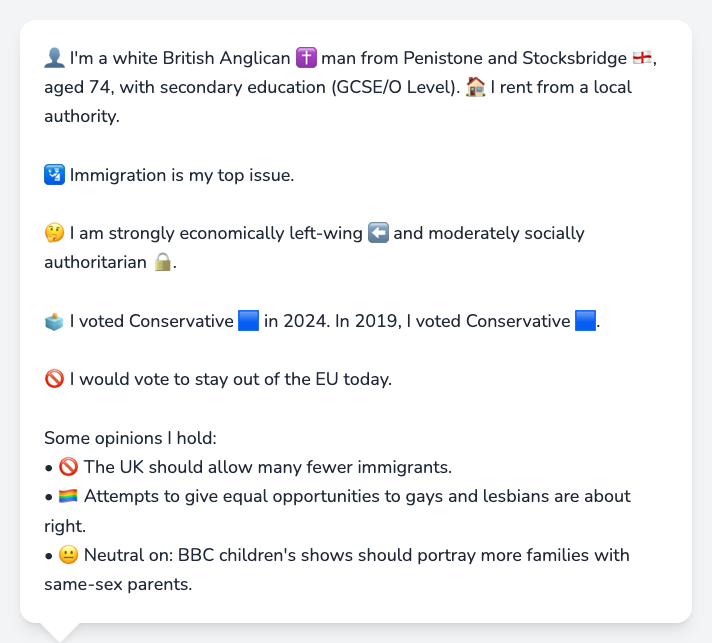 👤 I'm a white British Anglican ✝️ man from Penistone and Stocksbridge 🏴󠁧󠁢󠁥󠁮󠁧󠁿,
aged 74, with secondary education (GCSE/O Level). 🏠 I rent from a local
authority.
🛂 Immigration is my top issue.
🤔 I am strongly economically left-wing ⬅️ and moderately socially
authoritarian 🔒.
🗳️ I voted Conservative 🟦 in 2024. In 2019, I voted Conservative 🟦.
🚫 I would vote to stay out of the EU today.
Some opinions I hold:
• 🚫 The UK should allow many fewer immigrants.
• 🏳️‍🌈 Attempts to give equal opportunities to gays and lesbians are about
right.
• 😐 Neutral on: BBC children's shows should portray more families with
same-sex parents.